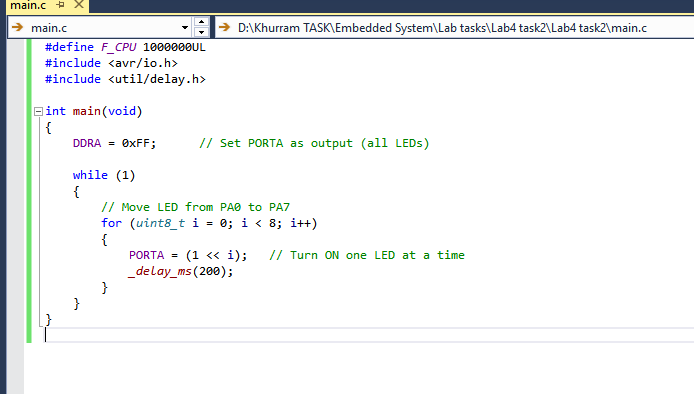 main.c
main.c D:\Khurram TASK\Embedded System\Lab tasks\Lab4 task2\Lab4 task2\main.c
#define F_CPU 1000000UL
#include <avr/io.h>
#include <util/delay.h>
int main(void)
{
DDRA = 0xFF; // Set PORTA as output (all LEDs)
while (1)
{
// Move LED from PA0 to PA7
for (uint8_t i = 0; i < 8; i++)
{
PORTA = (1 << i); // Turn ON one LED at a time
_delay_ms(200);
}
}
}